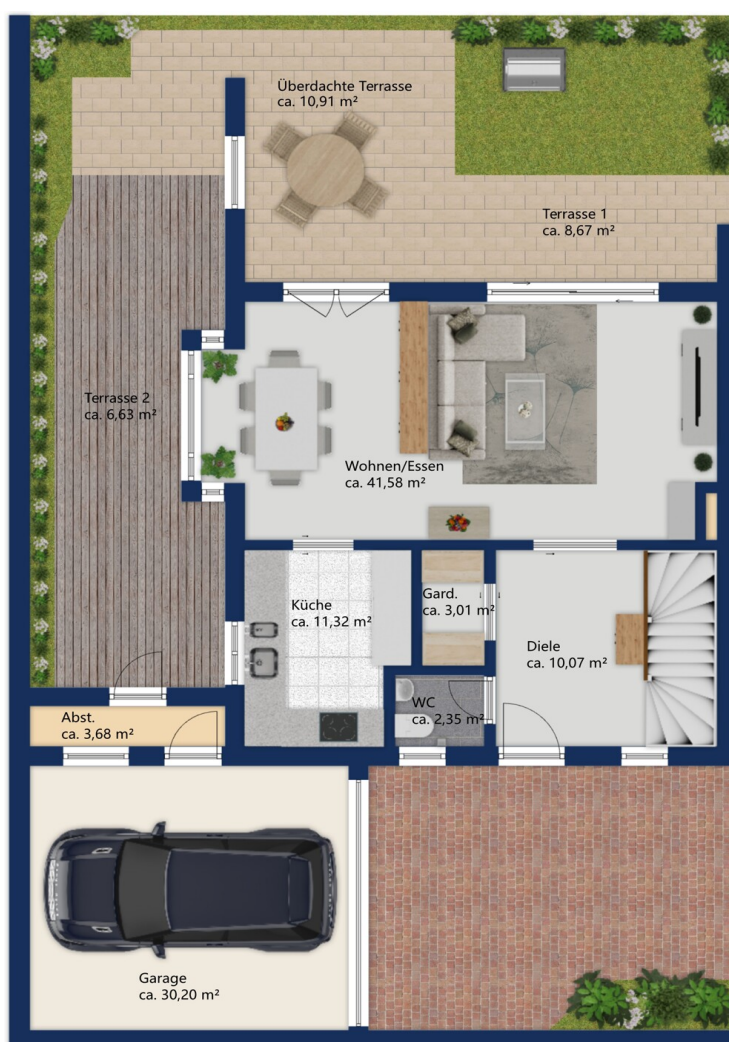 Überdachte Terrasse
ca. 10,91 m²
Terrasse 1
ca. 8,67 m²
Terrasse 2
ca. 6,63 m²
Wohnen/Essen
ca. 41,58 m²
Küche
ca. 11,32 m²
Gard.
ca. 3,01 m²
Diele
ca. 10,07 m²
WC
ca. 2,35 m²
Abst.
ca. 3,68 m²
Garage
ca. 30,20 m²